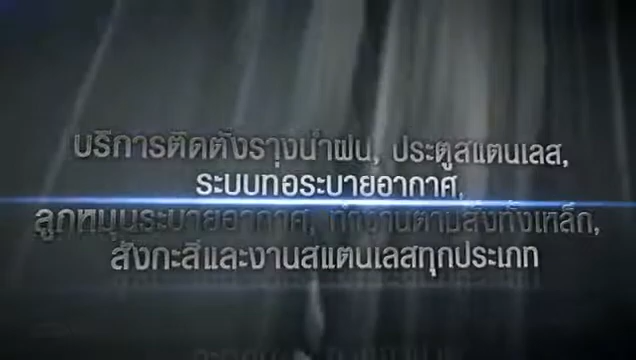 บริการติดตั้งรางน้ำฝน, ประตูสแตนเลส,
ระบบท่อระบายอากาศ,
ลูกหมุนระบายอากาศ, ทำงานตามสั่งทั้งเหล็ก,
สังกะสีและงานสแตนเลสทุกประเภท